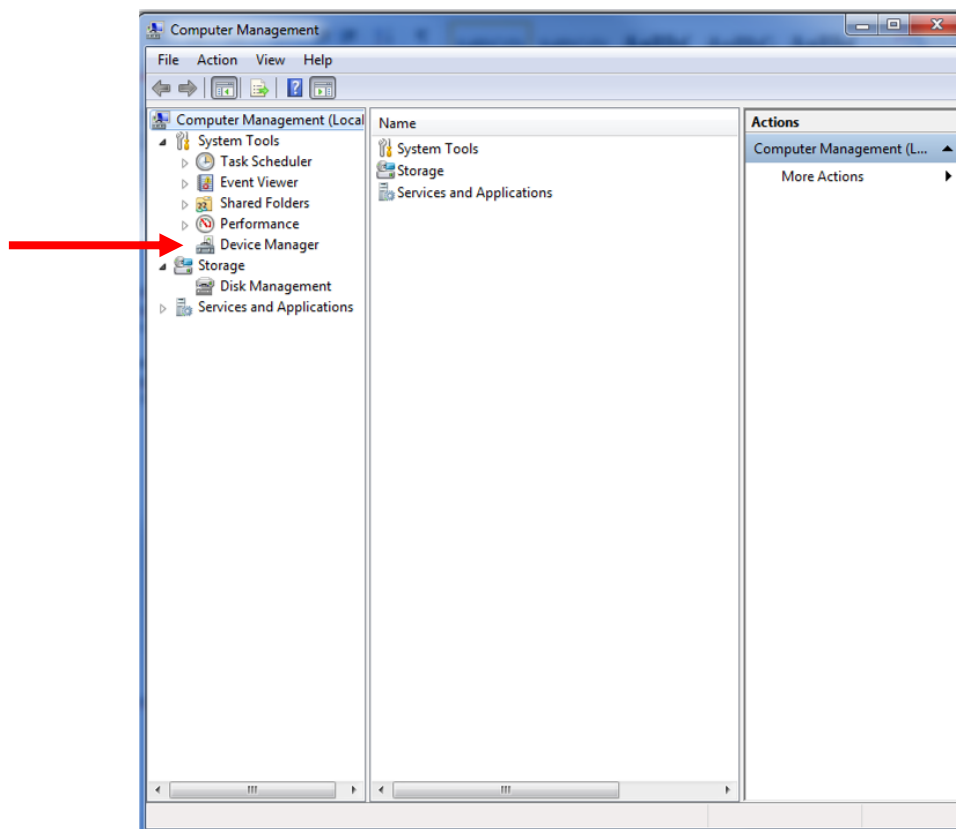 Computer Management
File Action View Help
Computer Management (Local
System Tools
Task Scheduler
Event Viewer
Shared Folders
Performance
Device Manager
Storage
Disk Management
Services and Applications
Name
System Tools
Storage
Services and Applications
Actions
Computer Management (L...
More Actions